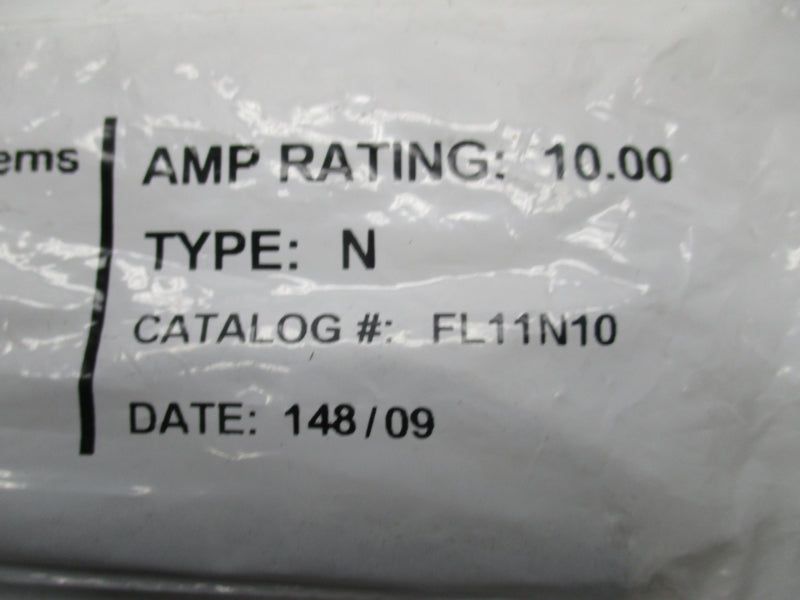 ems
AMP RATING: 10.00
TYPE: N
CATALOG #: FL11N10
DATE: 148/09